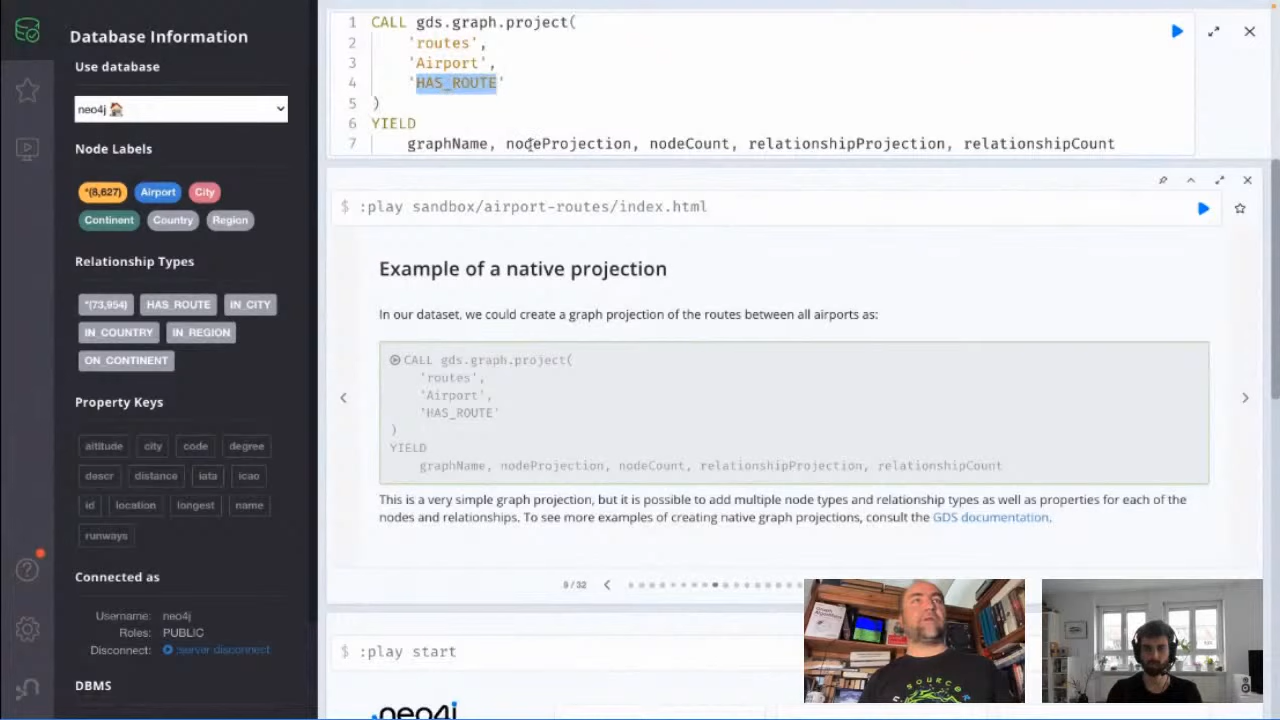 Database Information
Use database
neo4j
Node Labels
*(8,627) Airport City
Continent Country Region
Relationship Types
*(73,954) HAS_ROUTE IN_CITY
IN_COUNTRY IN_REGION
ON_CONTINENT
Property Keys
altitude city code degree
descr distance iata icao
id location longest name
runways
Connected as
Username: neo4j
Roles: PUBLIC
Disconnect: :server disconnect
DBMS
1 CALL gds.graph.project(
2 'routes',
3 'Airport',
4 'HAS_ROUTE'
5 )
6 YIELD
7 graphName, nodeProjection, nodeCount, relationshipProjection, relationshipCount
$ :play sandbox/airport-routes/index.html
Example of a native projection
In our dataset, we could create a graph projection of the routes between all airports as:
CALL gds.graph.project(
'routes',
'Airport',
'HAS_ROUTE'
)
YIELD
graphName, nodeProjection, nodeCount, relationshipProjection, relationshipCount
This is a very simple graph projection, but it is possible to add multiple node types and relationship types as well as properties for each of the
nodes and relationships. To see more examples of creating native graph projections, consult the GDS documentation.
9 / 32
$ :play start
neo4j